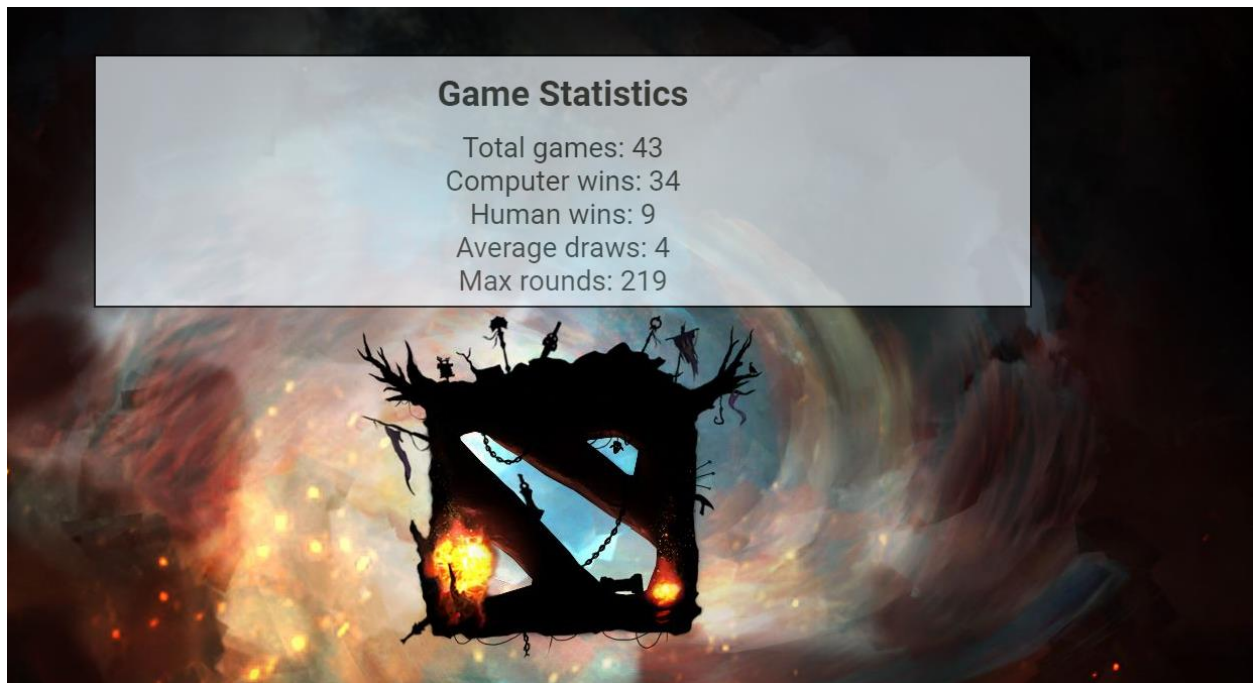 Game Statistics
Total games: 43
Computer wins: 34
Human wins: 9
Average draws: 4
Max rounds: 219